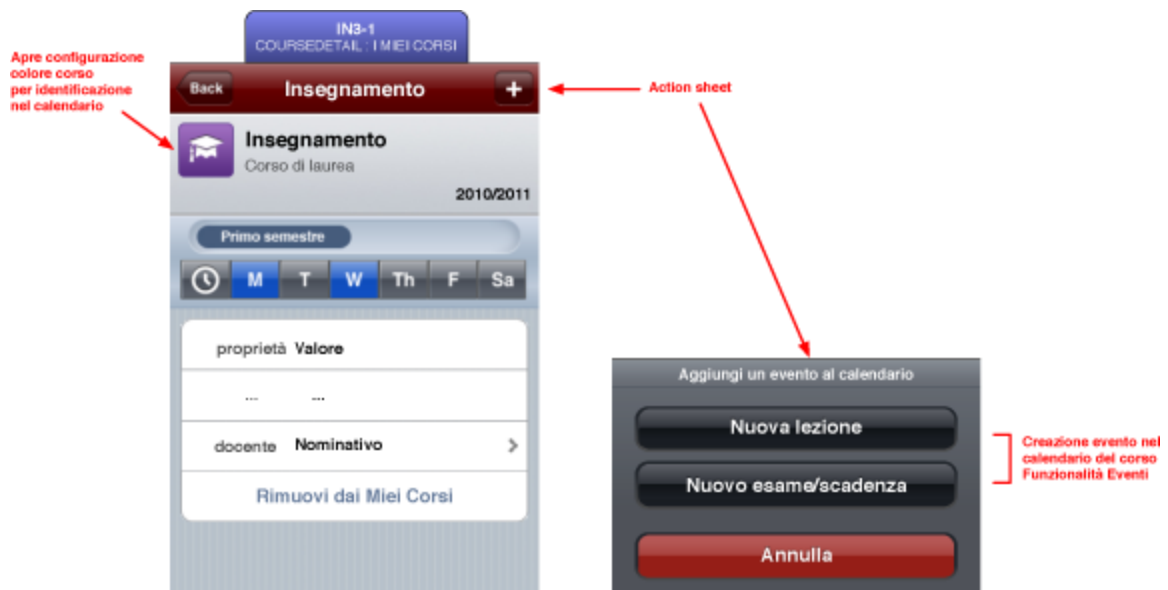 IN3-1
COURSEDETAIL : I MIEI CORSI
Apre configurazione
colore corso
per identificazione
nel calendario
Back
Insegnamento
+
Action sheet
Insegnamento
Corso di laurea
2010/2011
Primo semestre
M T W Th F Sa
proprietà Valore
... ...
docente Nominativo >
Rimuovi dai Miei Corsi
Aggiungi un evento al calendario
Nuova lezione
Nuovo esame/scadenza
Annulla
Creazione evento nel
calendario del corso
Funzionalità Eventi